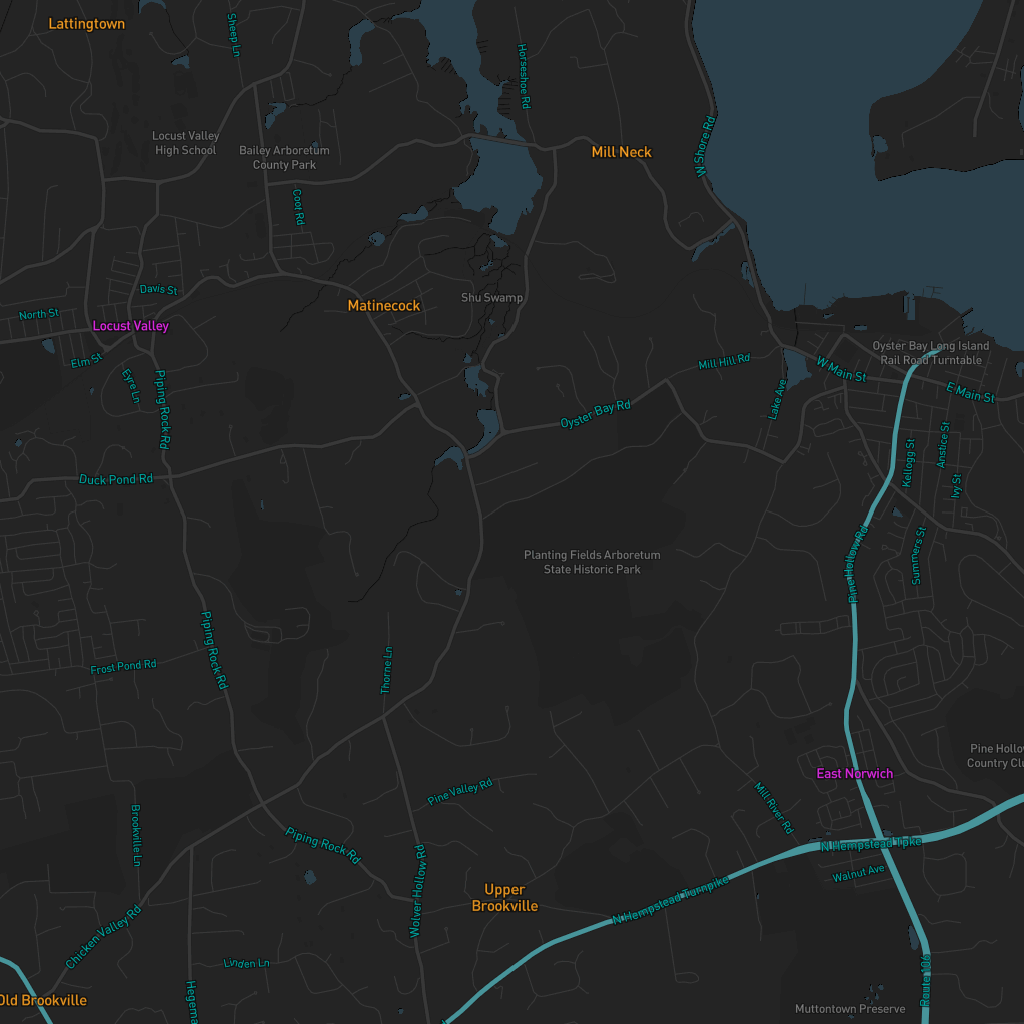 Lattingtown
Sheep Ln
Horseshoe Rd
W Shore Rd
Locust Valley
High School
Bailey Arboretum
County Park
Mill Neck
Coot Rd
Davis St
North St
Locust Valley
Matinecock
Shu Swamp
Elm St
Eyre Ln
Piping Rock Rd
Mill Hill Rd
Oyster Bay Long Island
Rail Road Turntable
W Main St
E Main St
Lake Ave
Oyster Bay Rd
Duck Pond Rd
Kellogg St
Anstice St
Ivy St
Summers St
Pine Hollow Rd
Planting Fields Arboretum
State Historic Park
Piping Rock Rd
Frost Pond Rd
Thorne Ln
Pine Hollow
Country Clu
East Norwich
Pine Valley Rd
Mill River Rd
Brookville Ln
Piping Rock Rd
Wolver Hollow Rd
N Hempstead Tpke
Walnut Ave
Upper
Brookville
N Hempstead Turnpike
Chicken Valley Rd
Linden Ln
Old Brookville
Hegema
Route 106
Muttontown Preserve